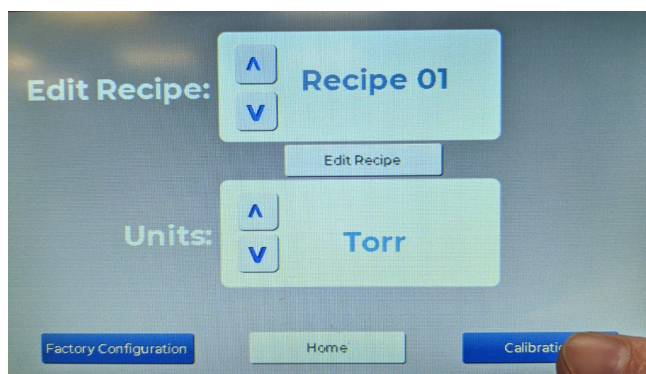 Edit Recipe:
Recipe 01
Edit Recipe
Units:
Torr
Factory Configuration
Home